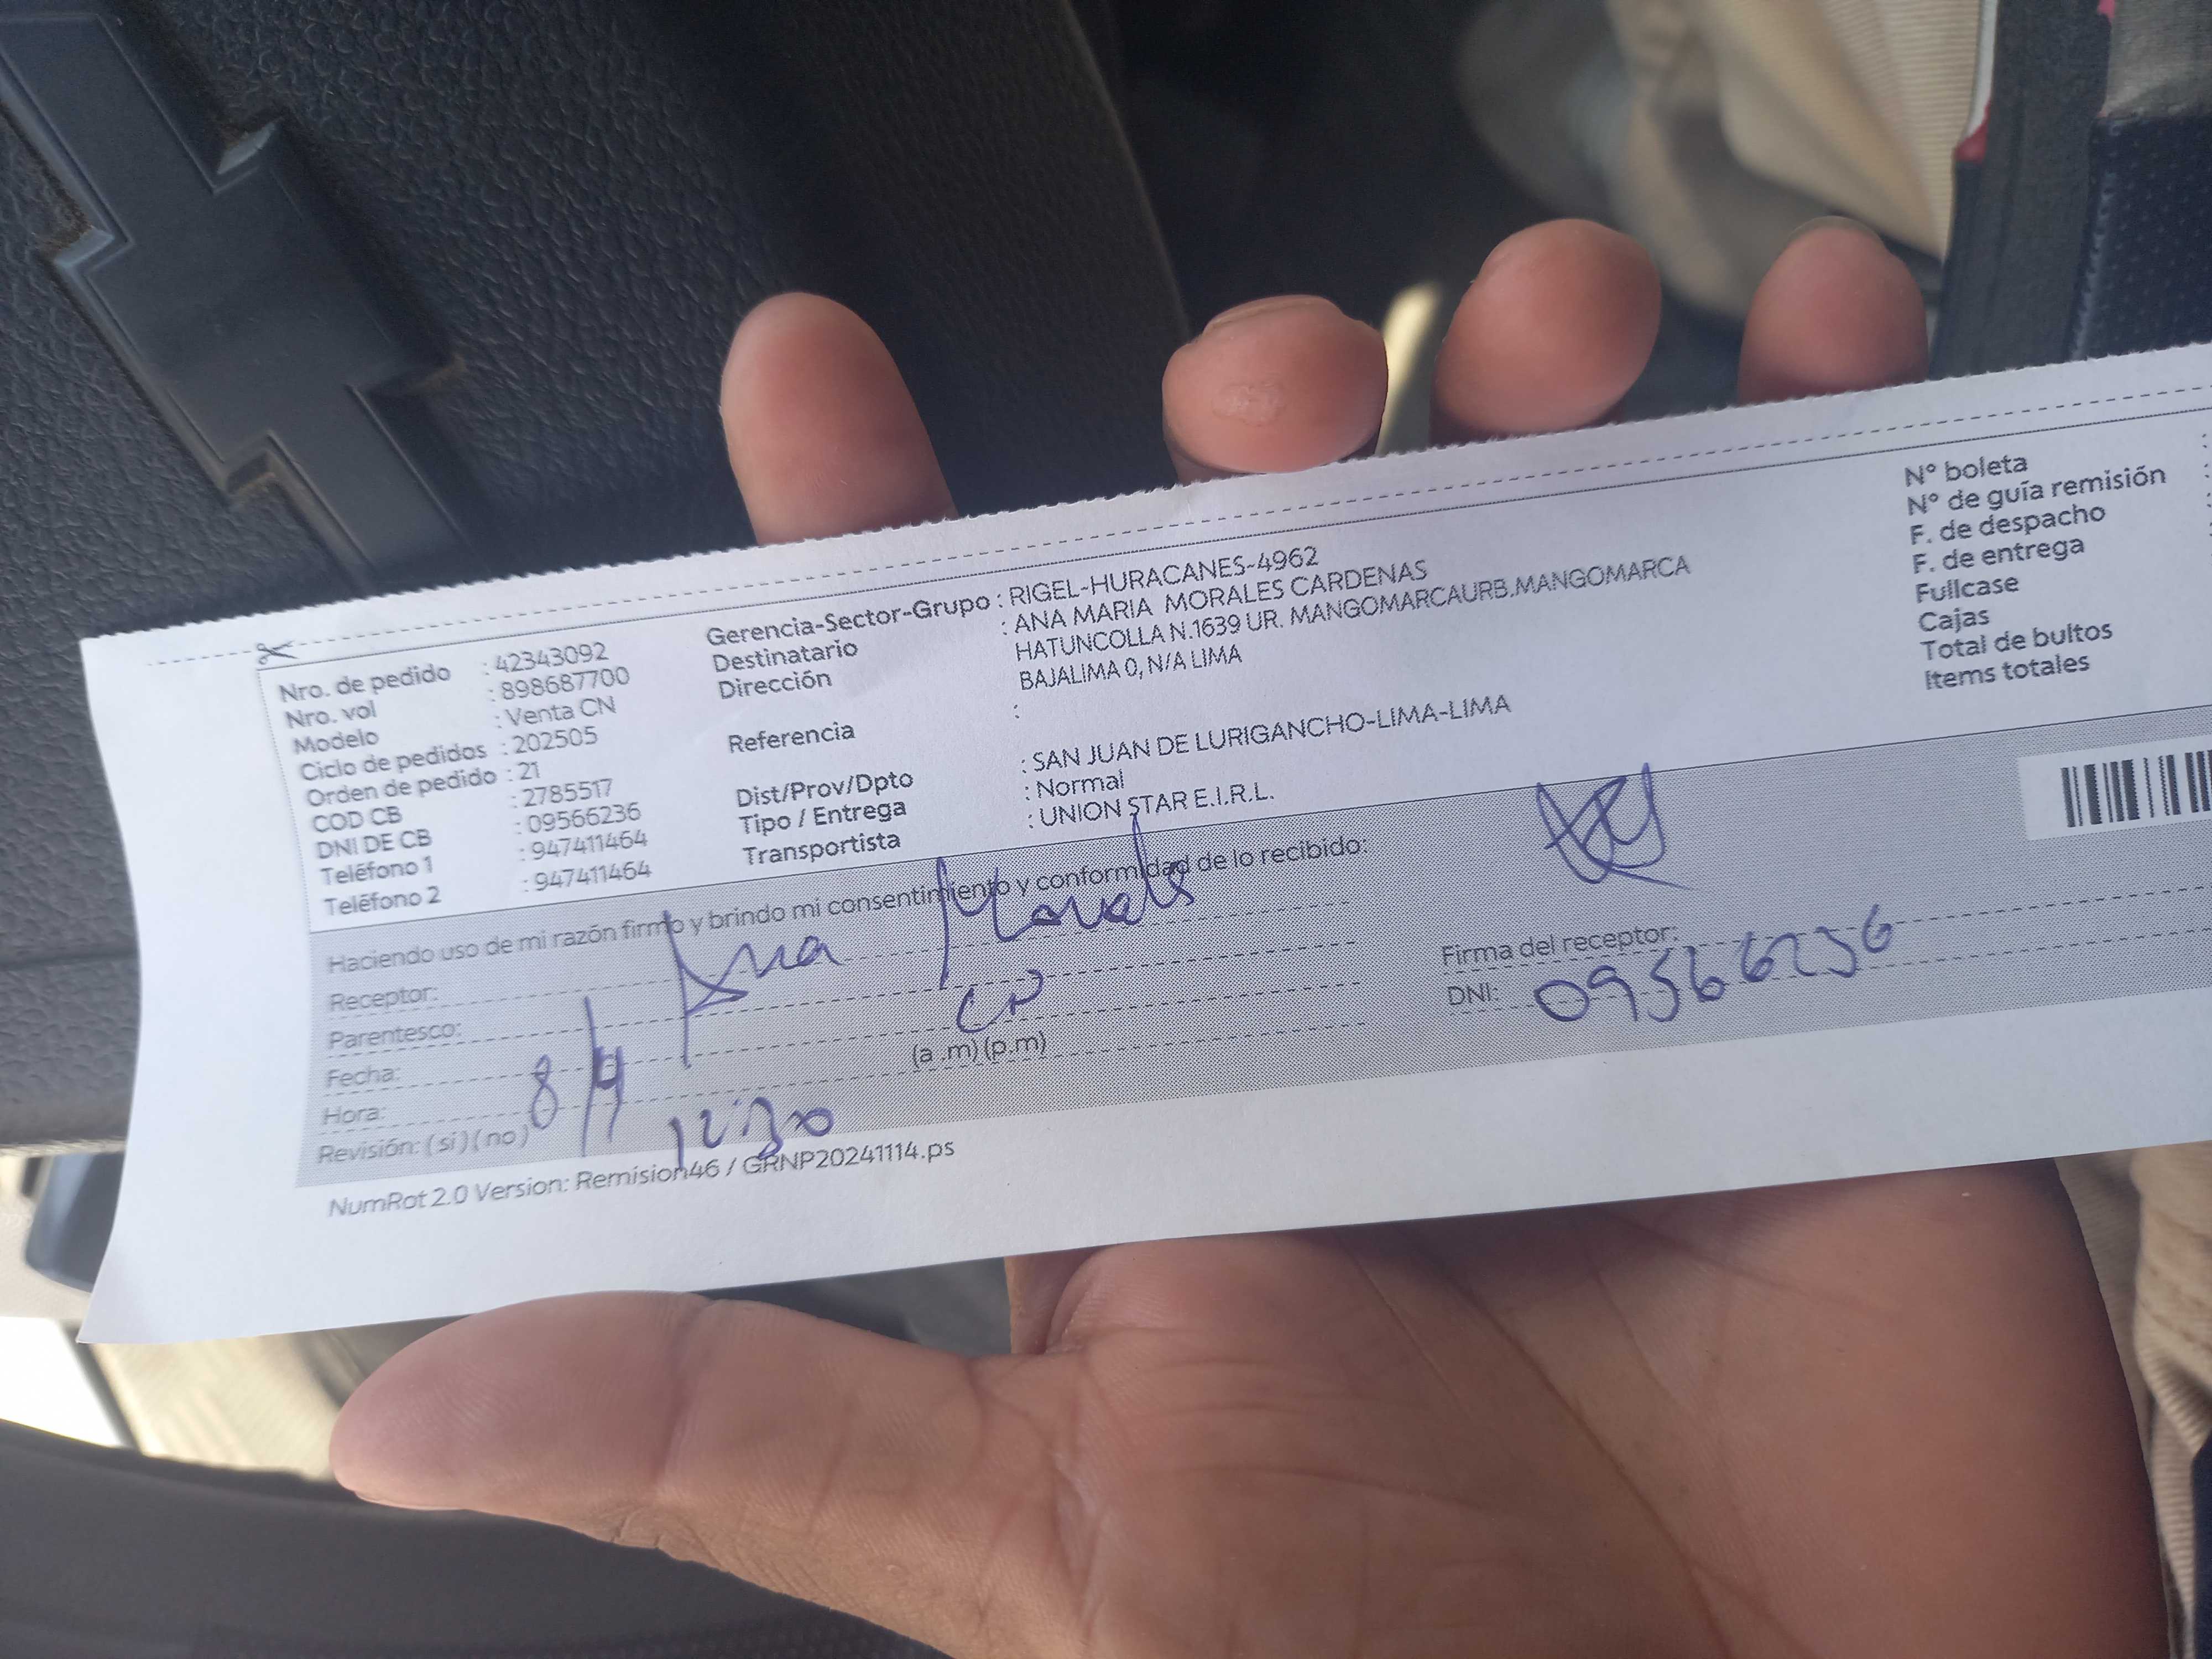 Nro. de pedido : 42343092
Nro. vol : 898687700
Modelo : Venta CN
Ciclo de pedidos : 202505
Orden de pedido : 21
COD CB : 2785517
DNI DE CB : 09566236
Teléfono 1 : 947411464
Teléfono 2 : 947411464
Gerencia-Sector-Grupo : RIGEL-HURACANES-4962
Destinatario : ANA MARIA MORALES CARDENAS
Dirección HATUNCOLLA N.1639 UR. MANGOMARCAURB.MANGOMARCA
BAJALIMA 0, N/A LIMA
Referencia :
Dist/Prov/Dpto : SAN JUAN DE LURIGANCHO-LIMA-LIMA
Tipo / Entrega : Normal
Transportista : UNION STAR E.I.R.L.
N° boleta :
N° de guía remisión :
F. de despacho :
F. de entrega
Fullcase
Cajas
Total de bultos
Items totales
Haciendo uso de mi razón firmo y brindo mi consentimiento y conformidad de lo recibido:
Receptor: Ana Morales
Parentesco: CN
Fecha: 8/4
Hora: 12:30 (a .m) (p.m)
Revisión: (si) (no)
Firma del receptor:
DNI: 09566236
NumRot 2.0 Version: Remision46 / GRNP20241114.ps